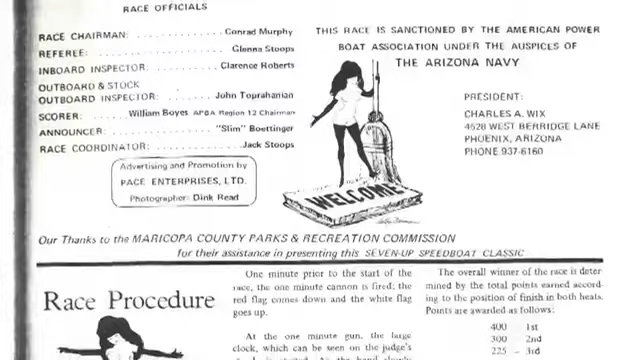 RACE OFFICIALS
RACE CHAIRMAN: Conrad Murphy
REFEREE: Glenna Stoops
INBOARD INSPECTOR: Clarence Roberts
OUTBOARD & STOCK
OUTBOARD INSPECTOR: John Toprahanian
SCORER: William Boyes APBA Region 12 Chairman
ANNOUNCER: "Slim" Boettinger
RACE COORDINATOR: Jack Stoops
Advertising and Promotion by
PACE ENTERPRISES, LTD.
Photographer: Dink Read
THIS RACE IS SANCTIONED BY THE AMERICAN POWER
BOAT ASSOCIATION UNDER THE AUSPICES OF
THE ARIZONA NAVY
PRESIDENT:
CHARLES A. WIX
4528 WEST BERRIDGE LANE
PHOENIX, ARIZONA
PHONE 937-6160
WELCOME
Our Thanks to the MARICOPA COUNTY PARKS & RECREATION COMMISSION
for their assistance in presenting this SEVEN-UP SPEEDBOAT CLASSIC
Race Procedure
One minute prior to the start of the
race, the one minute cannon is fired; the
red flag comes down and the white flag
goes up.
At the one minute gun, the large
clock, which can be seen on the judge's
The overall winner of the race is deter
mined by the total points earned accord-
ing to the position of finish in both heats.
Points are awarded as follows:
400 1st
300 2nd
225 - 3rd